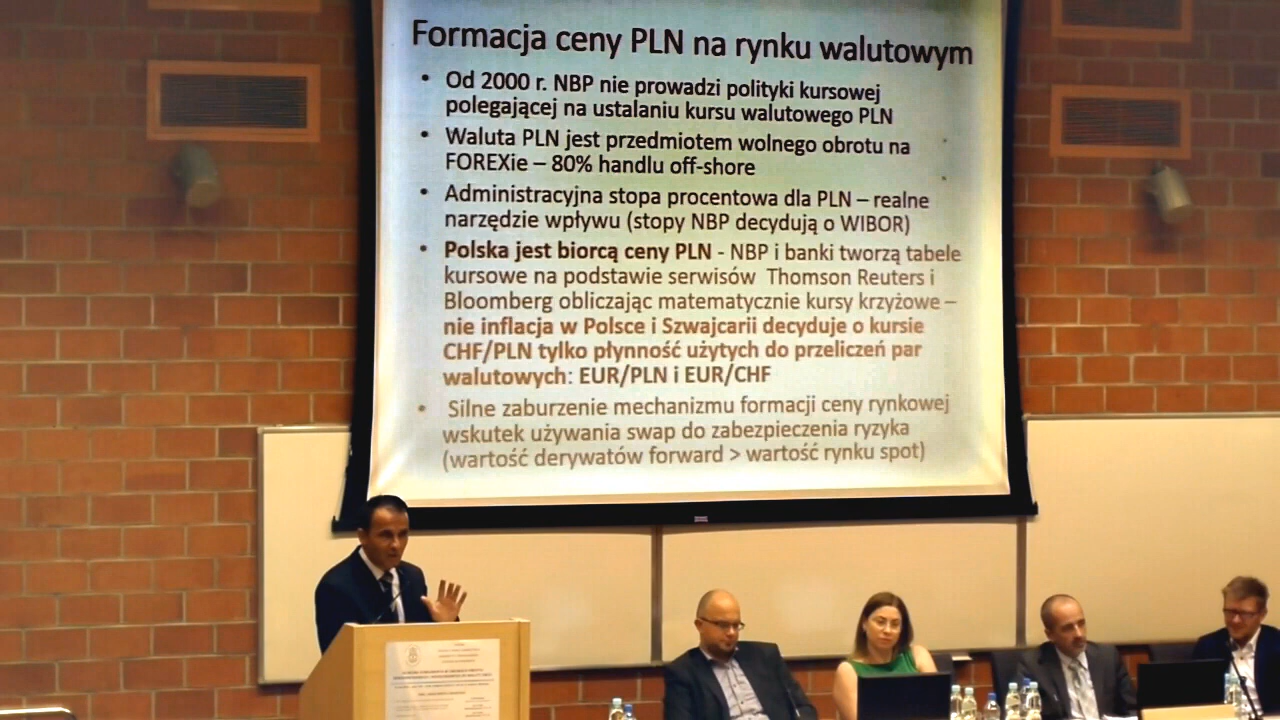 Formacja ceny PLN na rynku walutowym
• Od 2000 r. NBP nie prowadzi polityki kursowej
polegającej na ustalaniu kursu walutowego PLN
• Waluta PLN jest przedmiotem wolnego obrotu na
FOREXie – 80% handlu off-shore
• Administracyjna stopa procentowa dla PLN – realne
narzędzie wpływu (stopy NBP decydują o WIBOR)
• Polska jest biorcą ceny PLN - NBP i banki tworzą tabele
kursowe na podstawie serwisów Thomson Reuters i
Bloomberg obliczając matematycznie kursy krzyżowe –
nie inflacja w Polsce i Szwajcarii decyduje o kursie
CHF/PLN tylko płynność użytych do przeliczeń par
walutowych: EUR/PLN i EUR/CHF
• Silne zaburzenie mechanizmu formacji ceny rynkowej
wskutek używania swap do zabezpieczenia ryzyka
(wartość derywatów forward > wartość rynku spot)